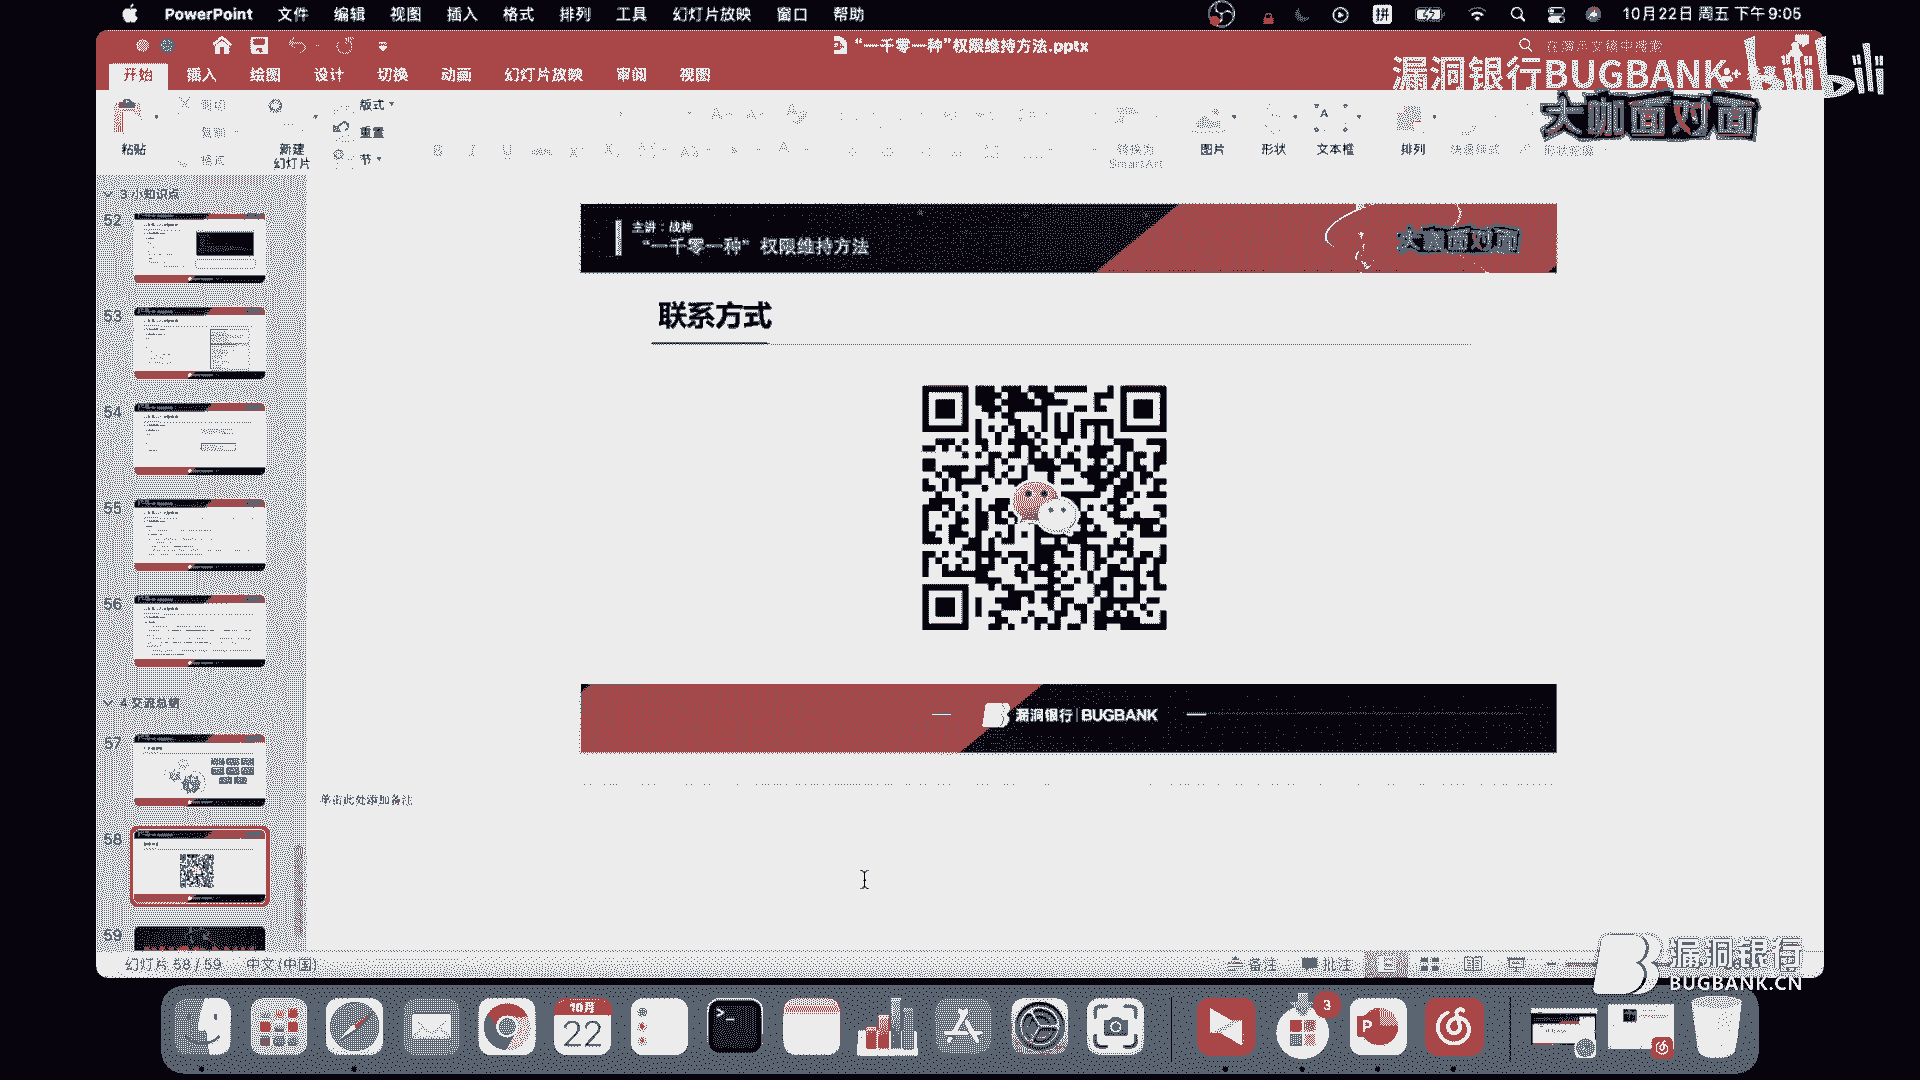 PowerPoint 文件 编辑 视图 插入 格式 排列 工具 幻灯片放映 窗口 帮助
拼
10月22日 周五 下午9:05
“一千零一种”权限维持方法.pptx
在演示文稿中搜索
开始 插入 绘图 设计 切换 动画 幻灯片放映 审阅 视图
漏洞银行BUGBANK
bilibili
大咖面对面
粘贴
剪切
复制
格式
新建
幻灯片
版式
重置
节
转换为
SmartArt
图片
形状
文本框
排列
快速样式
形状轮廓
3 小知识点
52
53
54
55
56
4 交流总结
57
58
59
主讲:战神
“一千零一种” 权限维持方法
大咖面对面
联系方式
漏洞银行 | BUGBANK
单击此处添加备注
幻灯片 58 / 59 中文 (中国)
备注 批注
漏洞银行
BUGBANK.CN
10月
22
3